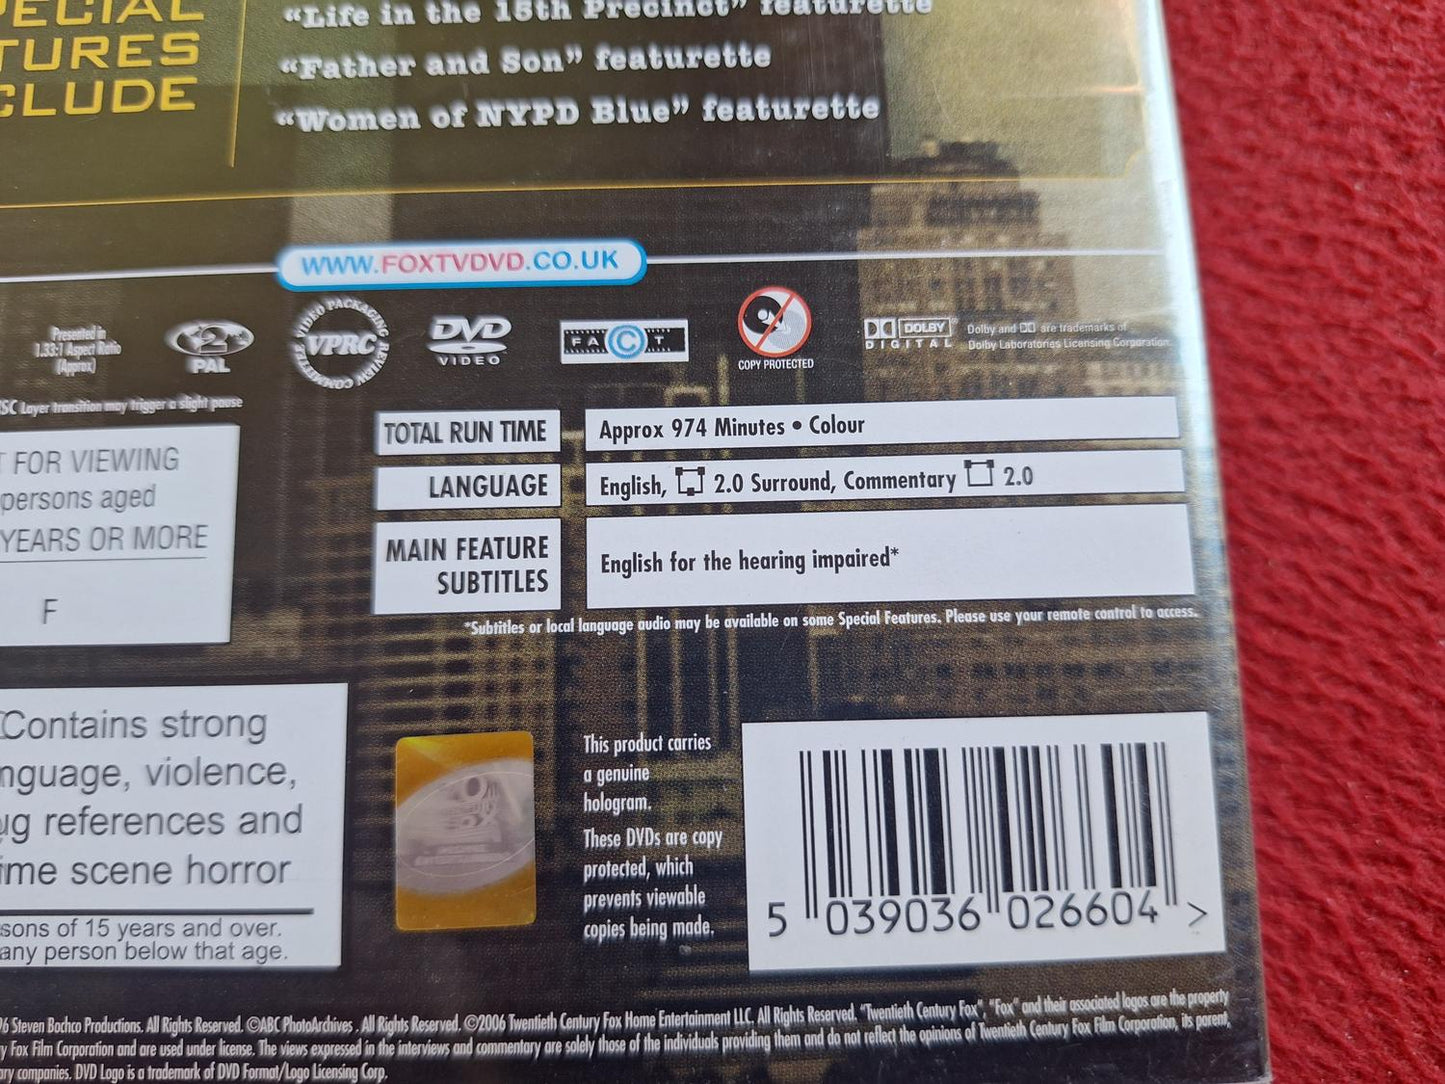 ECIAL
TURES
CLUDE
“Life in the 15th Precinct” featurette
“Father and Son” featurette
“Women of NYPD Blue” featurette
WWW.FOXTVDVD.CO.UK
Presented in
1.33:1 Aspect Ratio
(Approx)
2
PAL
VIDEO PACKAGING REVIEW COMMITTEE
VPRC
DVD
VIDEO
FACT
COPY PROTECTED
DOLBY
DIGITAL
Dolby and are trademarks of
Dolby Laboratories Licensing Corporation.
SC Layer transition may trigger a slight pause
FOR VIEWING
persons aged
YEARS OR MORE
F
TOTAL RUN TIME
Approx 974 Minutes • Colour
LANGUAGE
English, 2.0 Surround, Commentary 2.0
MAIN FEATURE
SUBTITLES
English for the hearing impaired*
*Subtitles or local language audio may be available on some Special Features. Please use your remote control to access.
Contains strong
nguage, violence,
ug references and
ime scene horror
sons of 15 years and over.
any person below that age.
This product carries
a genuine
hologram.
These DVDs are copy
protected, which
prevents viewable
copies being made.
5 039036 026604 >
96 Steven Bochco Productions. All Rights Reserved. ©ABC PhotoArchives . All Rights Reserved. ©2006 Twentieth Century Fox Home Entertainment LLC. All Rights Reserved. “Twentieth Century Fox”, “Fox” and their associated logos are the property
y Fox Film Corporation and are used under license. The views expressed in the interviews and commentary are solely those of the individuals providing them and do not reflect the opinions of Twentieth Century Fox Film Corporation, its parent,
ary companies. DVD Logo is a trademark of DVD Format/Logo Licensing Corp.